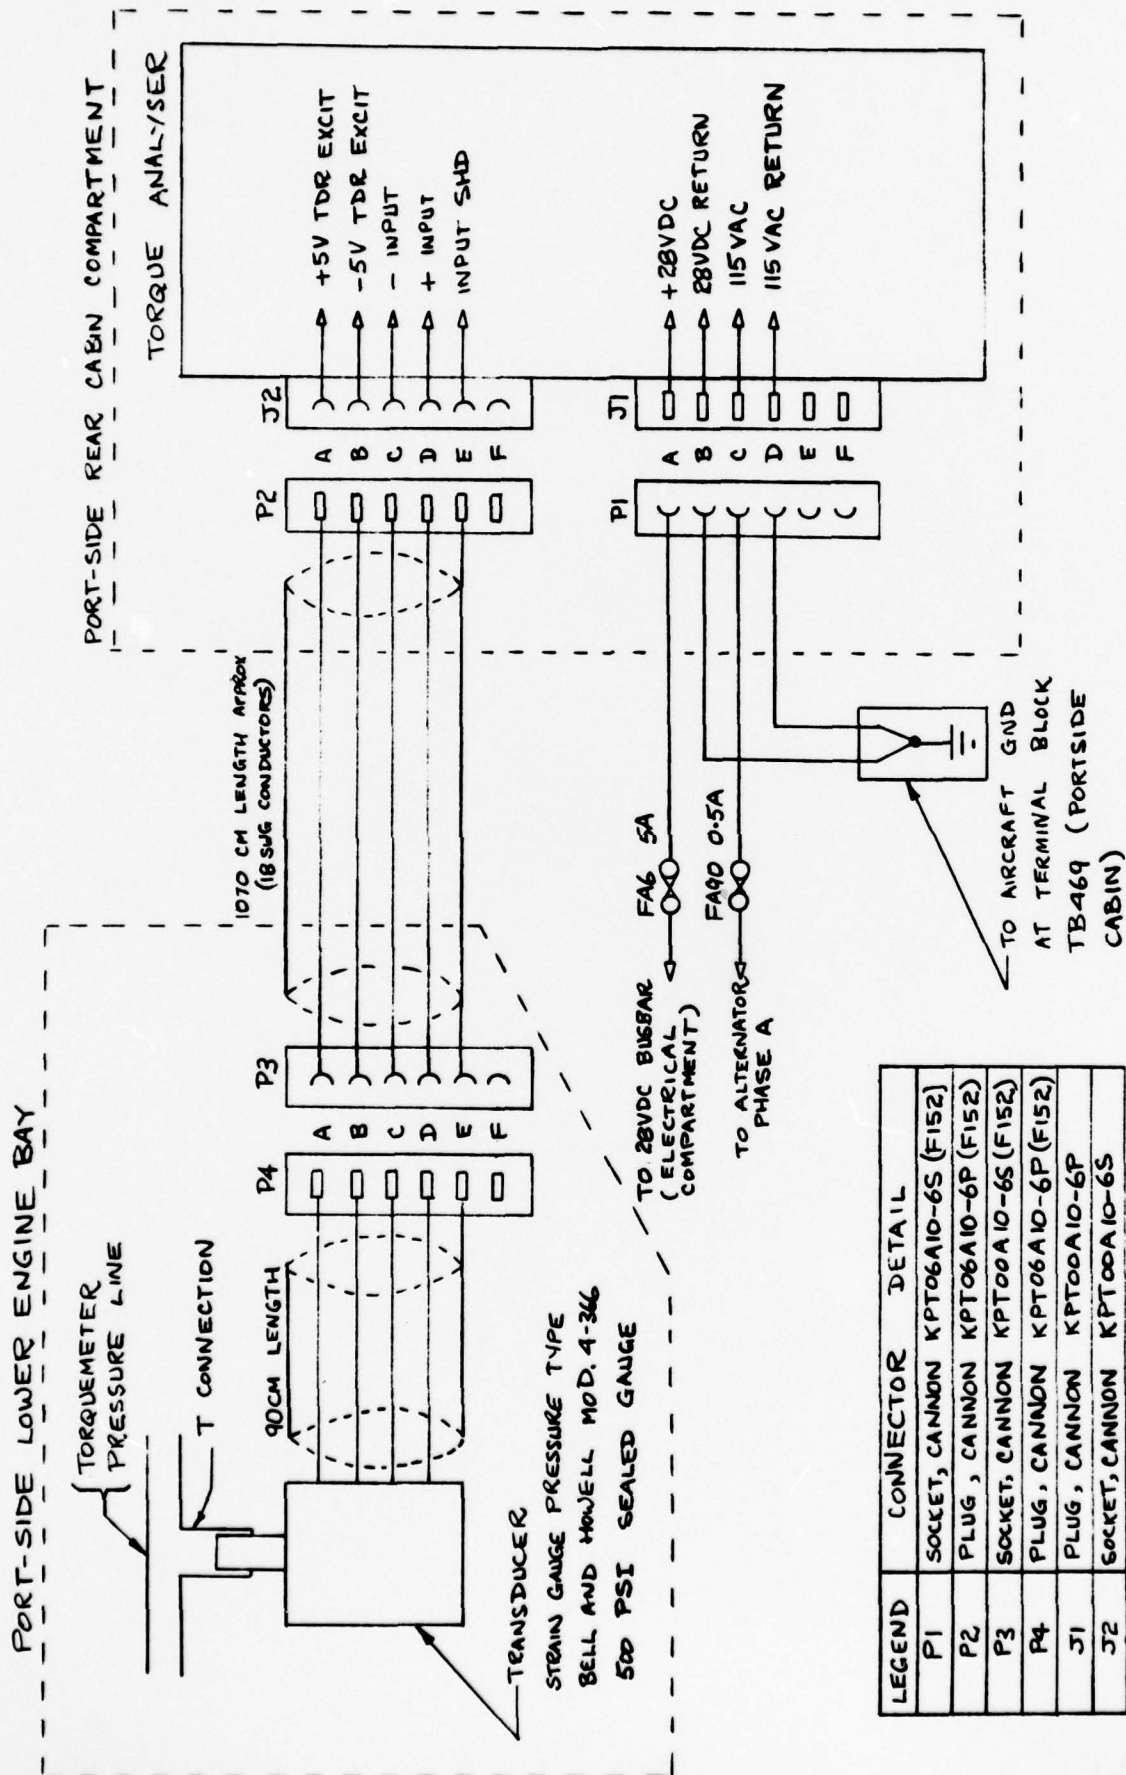 PORT-SIDE LOWER ENGINE BAY
TORQUEMETER
PRESSURE LINE
T CONNECTION
90CM LENGTH
TRANSDUCER
STRAIN GAUGE PRESSURE TYPE
BELL AND HOWELL MOD. 4-366
500 PSI SEALED GAUGE
P4
A
B
C
D
E
F
P3
1070 CM LENGTH APPROX
(18 SWG CONDUCTORS)
PORT-SIDE REAR CABIN COMPARTMENT
TORQUE ANALYSER
P2
A
B
C
D
E
F
J2
+5V TDR EXCIT
-5V TDR EXCIT
- INPUT
+ INPUT
INPUT SHD
P1
A
B
C
D
E
F
J1
+28VDC
28VDC RETURN
115VAC
115VAC RETURN
TO 28VDC BUSBAR
(ELECTRICAL
COMPARTMENT)
FA6 5A
TO ALTERNATOR
PHASE A
FA90 0.5A
TO AIRCRAFT GND
AT TERMINAL BLOCK
TB469 (PORTSIDE
CABIN)
LEGEND CONNECTOR DETAIL
P1 SOCKET, CANNON KPT06A10-6S (F152)
P2 PLUG, CANNON KPT06A10-6P (F152)
P3 SOCKET, CANNON KPT00A10-6S (F152)
P4 PLUG, CANNON KPT06A10-6P (F152)
J1 PLUG, CANNON KPT00A10-6P
J2 SOCKET, CANNON KPT00A10-6S